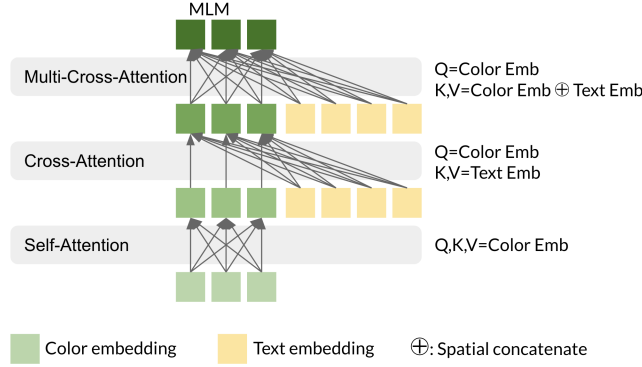 MLM
Multi-Cross-Attention
Q=Color Emb
K,V=Color Emb ⊕ Text Emb
Cross-Attention
Q=Color Emb
K,V=Text Emb
Self-Attention
Q,K,V=Color Emb
Color embedding
Text embedding
⊕: Spatial concatenate